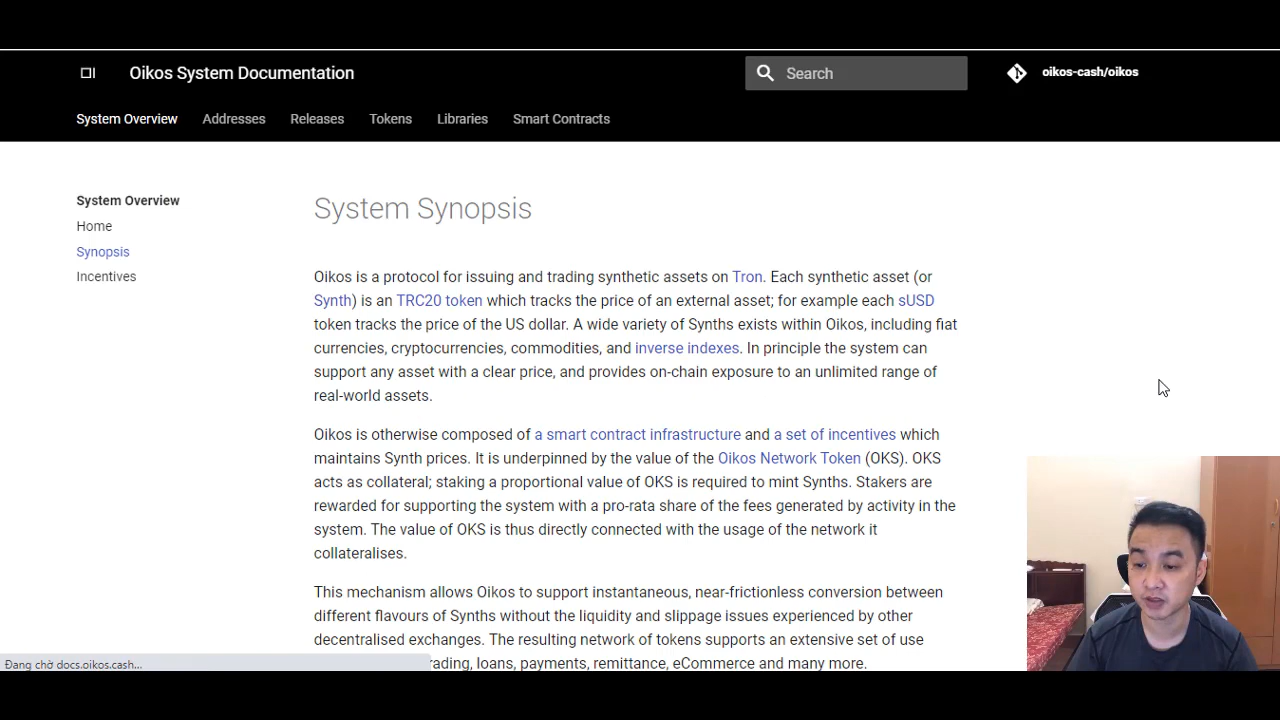 Oikos System Documentation
Search
oikos-cash/oikos
System Overview
Addresses
Releases
Tokens
Libraries
Smart Contracts
System Overview
Home
Synopsis
Incentives
System Synopsis
Oikos is a protocol for issuing and trading synthetic assets on Tron. Each synthetic asset (or
Synth) is an TRC20 token which tracks the price of an external asset; for example each sUSD
token tracks the price of the US dollar. A wide variety of Synths exists within Oikos, including fiat
currencies, cryptocurrencies, commodities, and inverse indexes. In principle the system can
support any asset with a clear price, and provides on-chain exposure to an unlimited range of
real-world assets.
Oikos is otherwise composed of a smart contract infrastructure and a set of incentives which
maintains Synth prices. It is underpinned by the value of the Oikos Network Token (OKS). OKS
acts as collateral; staking a proportional value of OKS is required to mint Synths. Stakers are
rewarded for supporting the system with a pro-rata share of the fees generated by activity in the
system. The value of OKS is thus directly connected with the usage of the network it
collateralises.
This mechanism allows Oikos to support instantaneous, near-frictionless conversion between
different flavours of Synths without the liquidity and slippage issues experienced by other
decentralised exchanges. The resulting network of tokens supports an extensive set of use
rading, loans, payments, remittance, eCommerce and many more.
Đang chờ docs.oikos.cash...